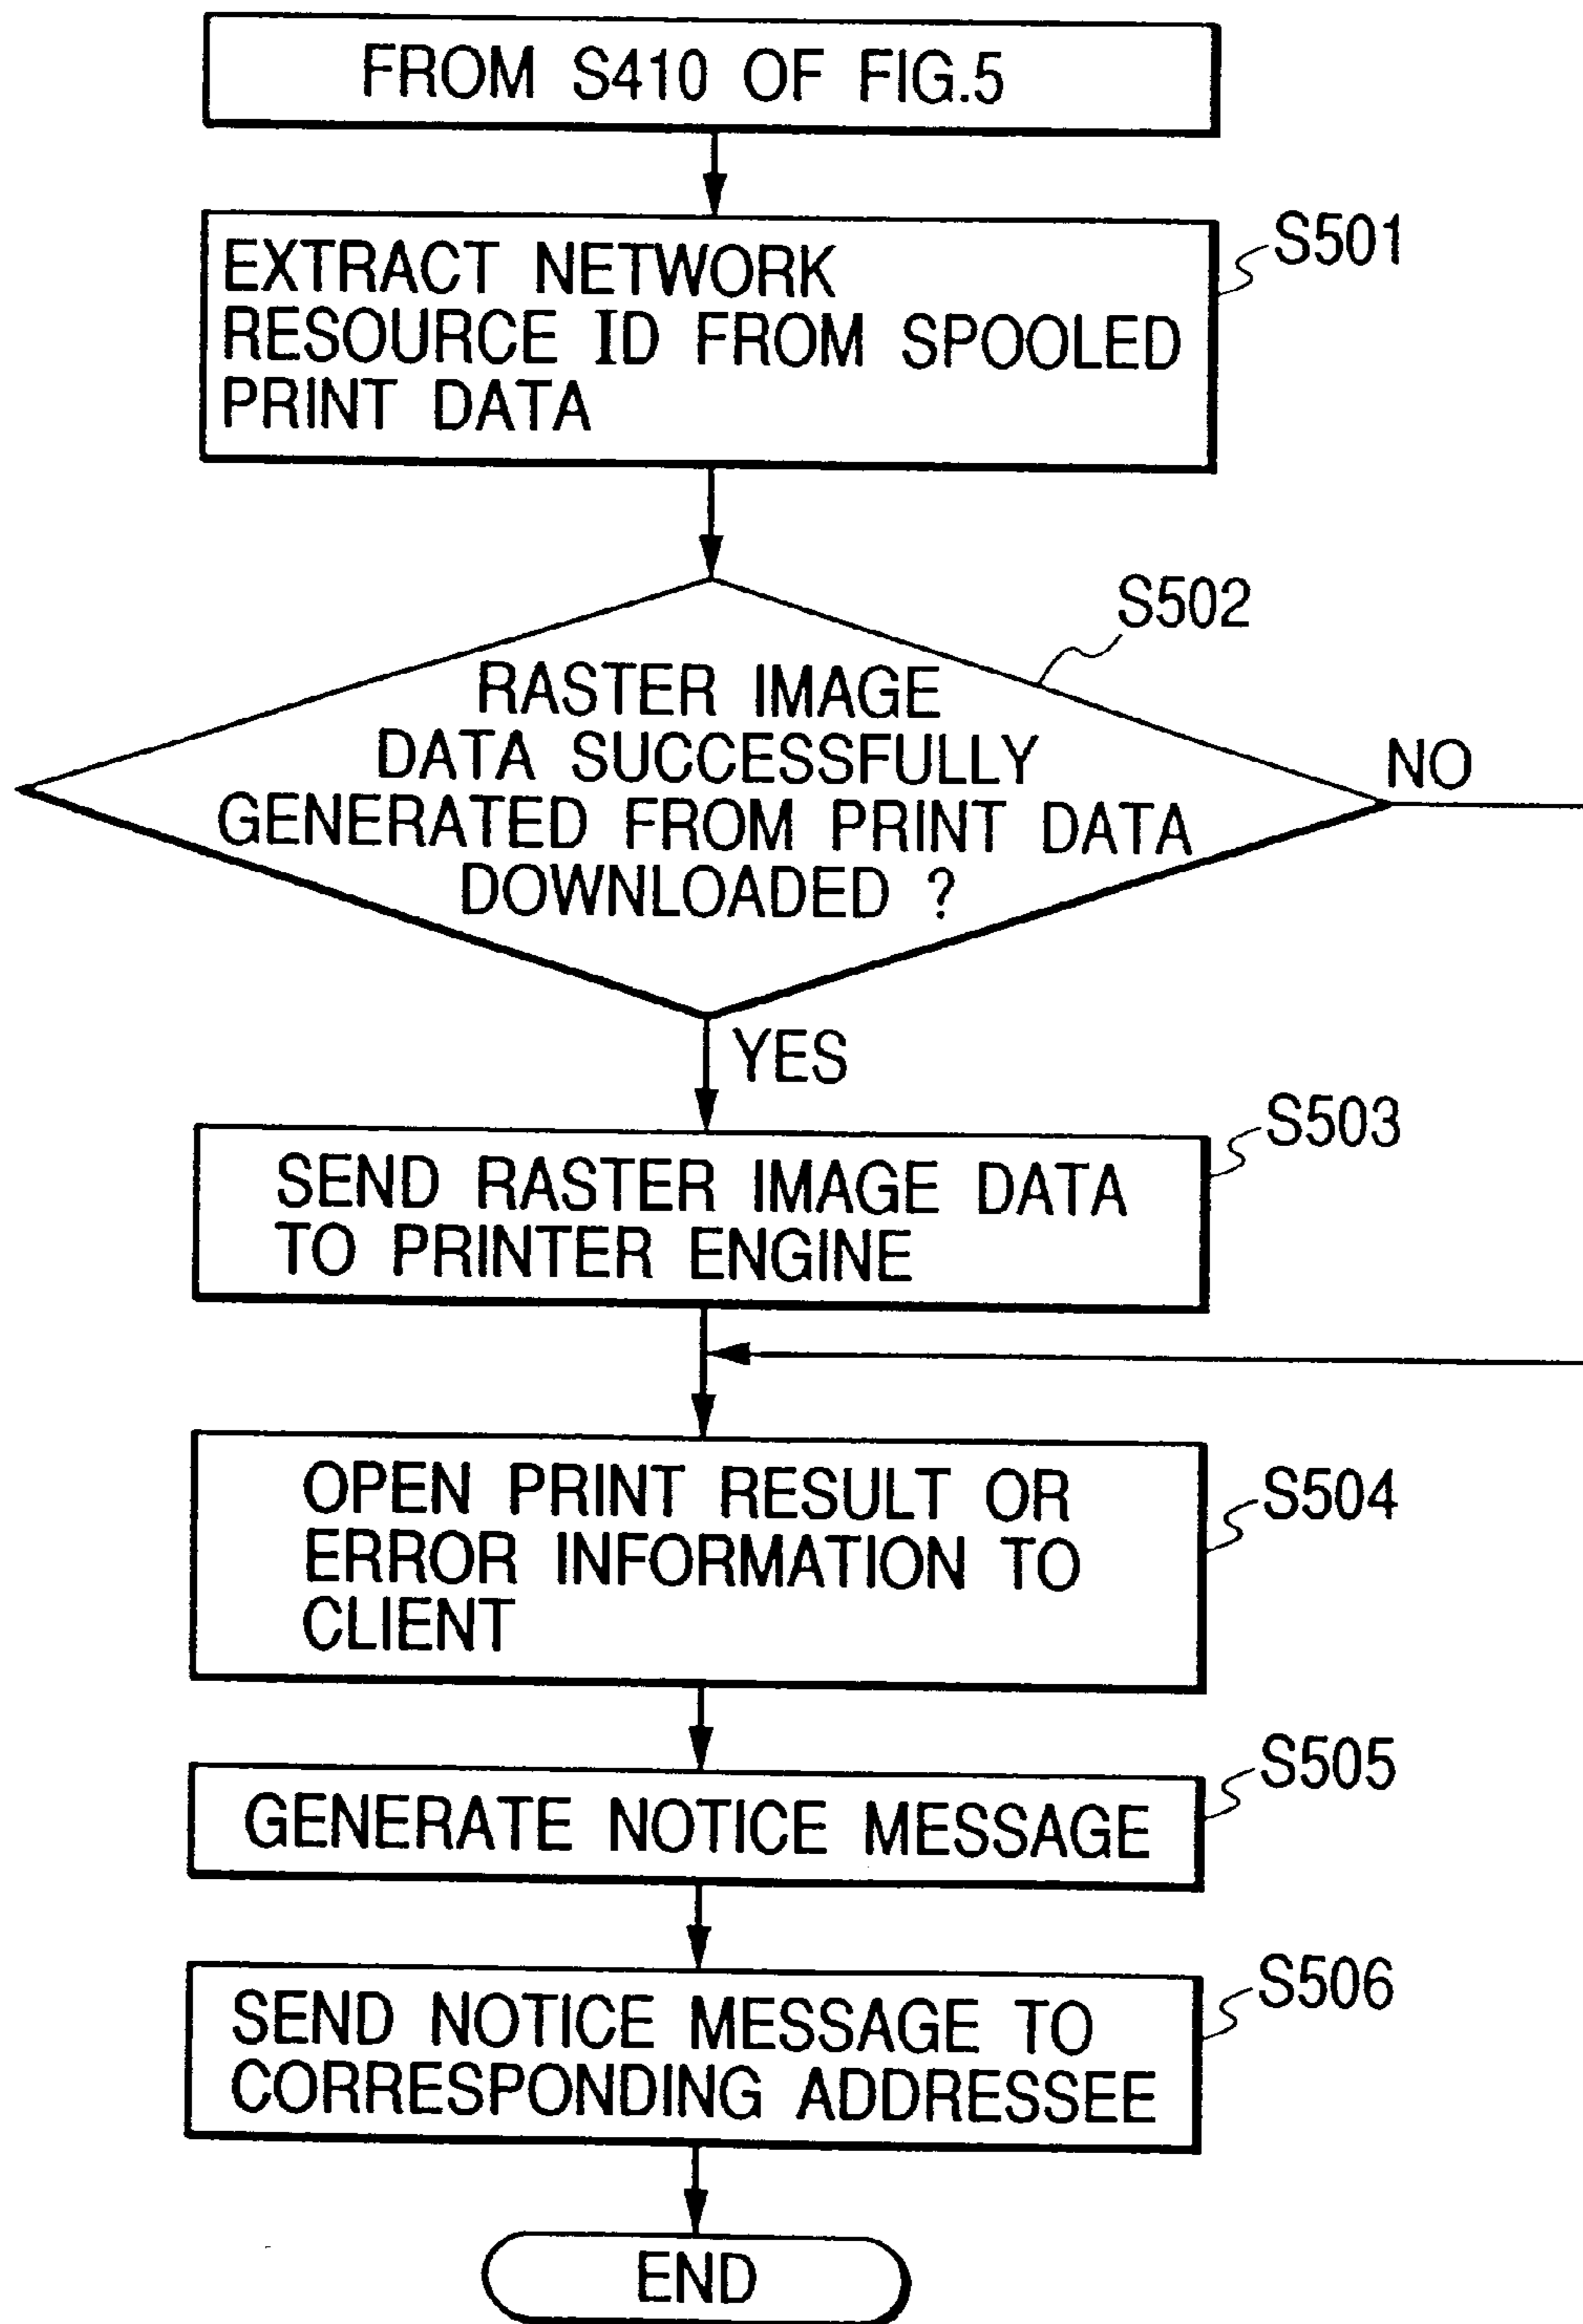 FROM S410 OF FIG.5
S501
EXTRACT NETWORK
RESOURCE ID FROM SPOOLED
PRINT DATA
S502
RASTER IMAGE
DATA SUCCESSFULLY
GENERATED FROM PRINT DATA
DOWNLOADED ?
NO
YES
S503
SEND RASTER IMAGE DATA
TO PRINTER ENGINE
S504
OPEN PRINT RESULT OR
ERROR INFORMATION TO
CLIENT
S505
GENERATE NOTICE MESSAGE
S506
SEND NOTICE MESSAGE TO
CORRESPONDING ADDRESSEE
END